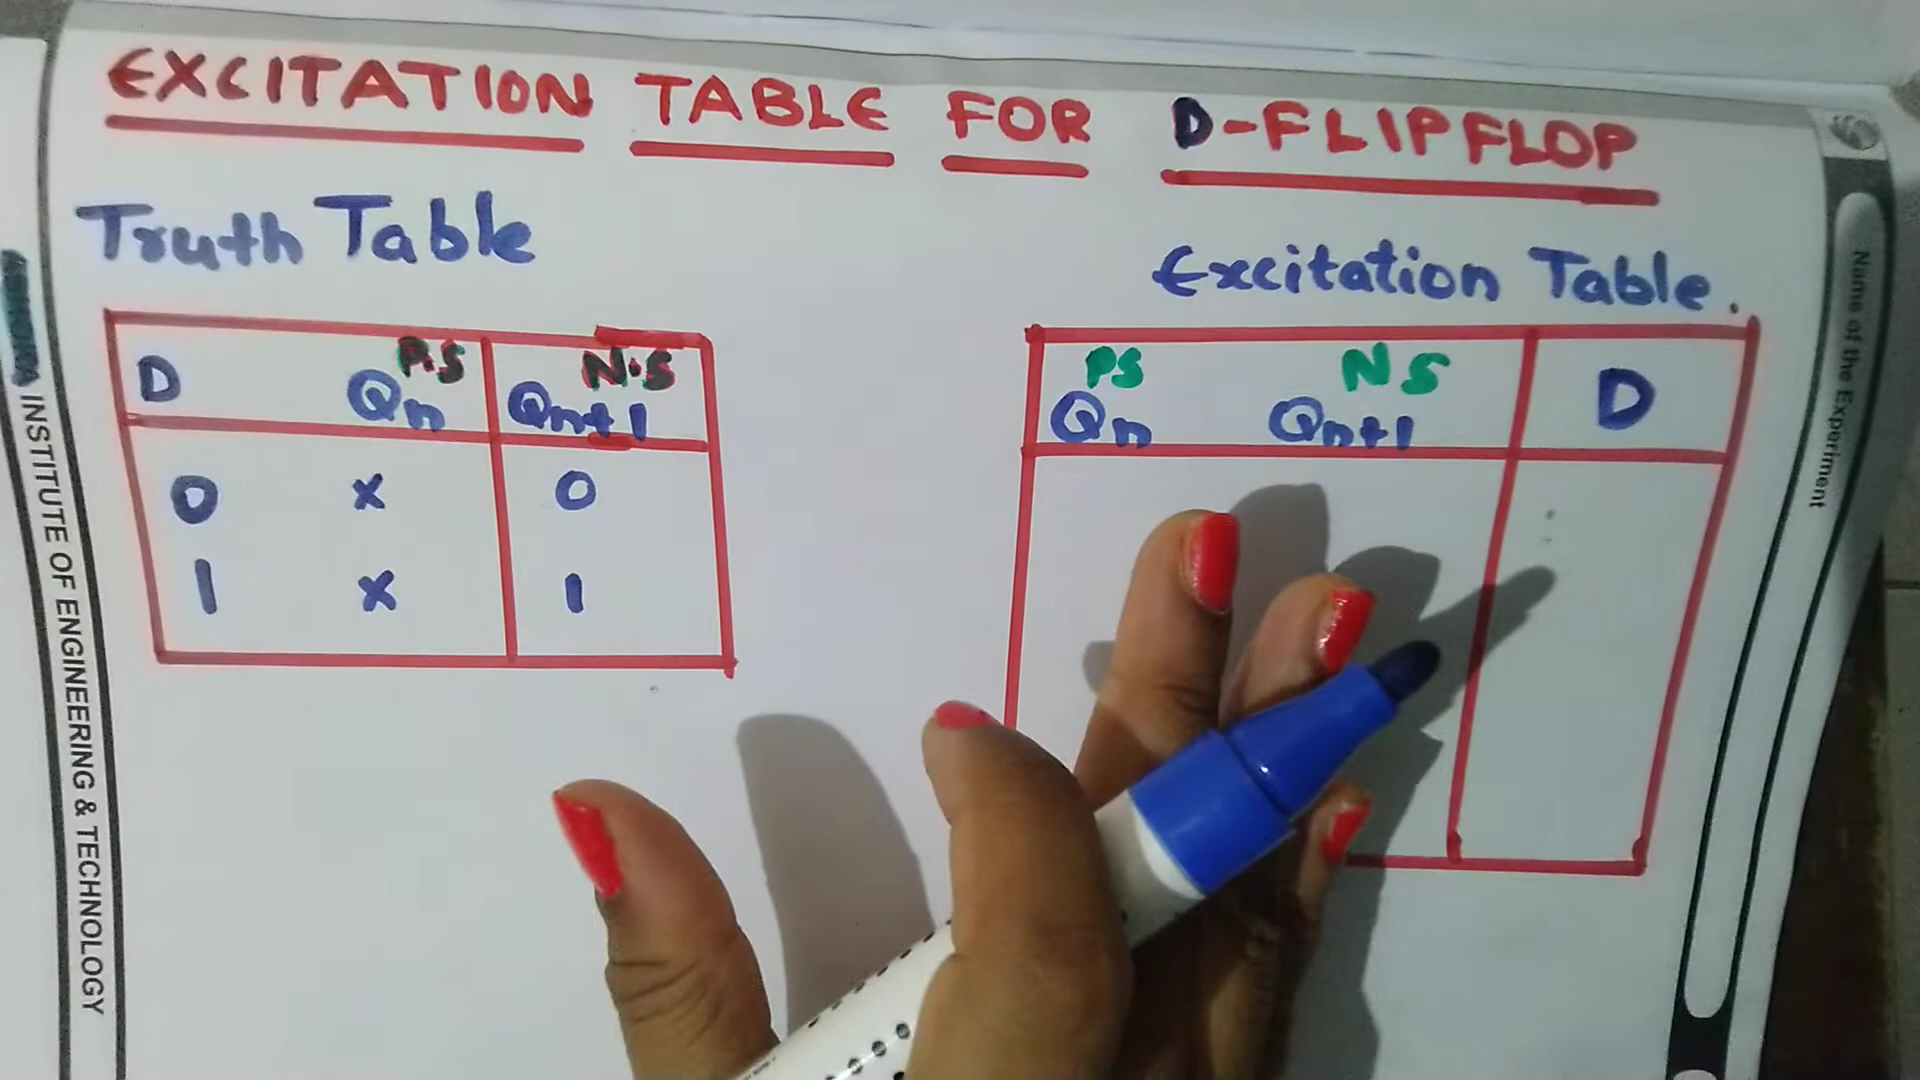 EXCITATION TABLE FOR D-FLIPFLOP
Truth Table
D P.S N.S
Qn Qn+1
0 x 0
1 x 1
Excitation Table.
PS NS D
Qn Qn+1
INSTITUTE OF ENGINEERING & TECHNOLOGY
Name of the Experiment